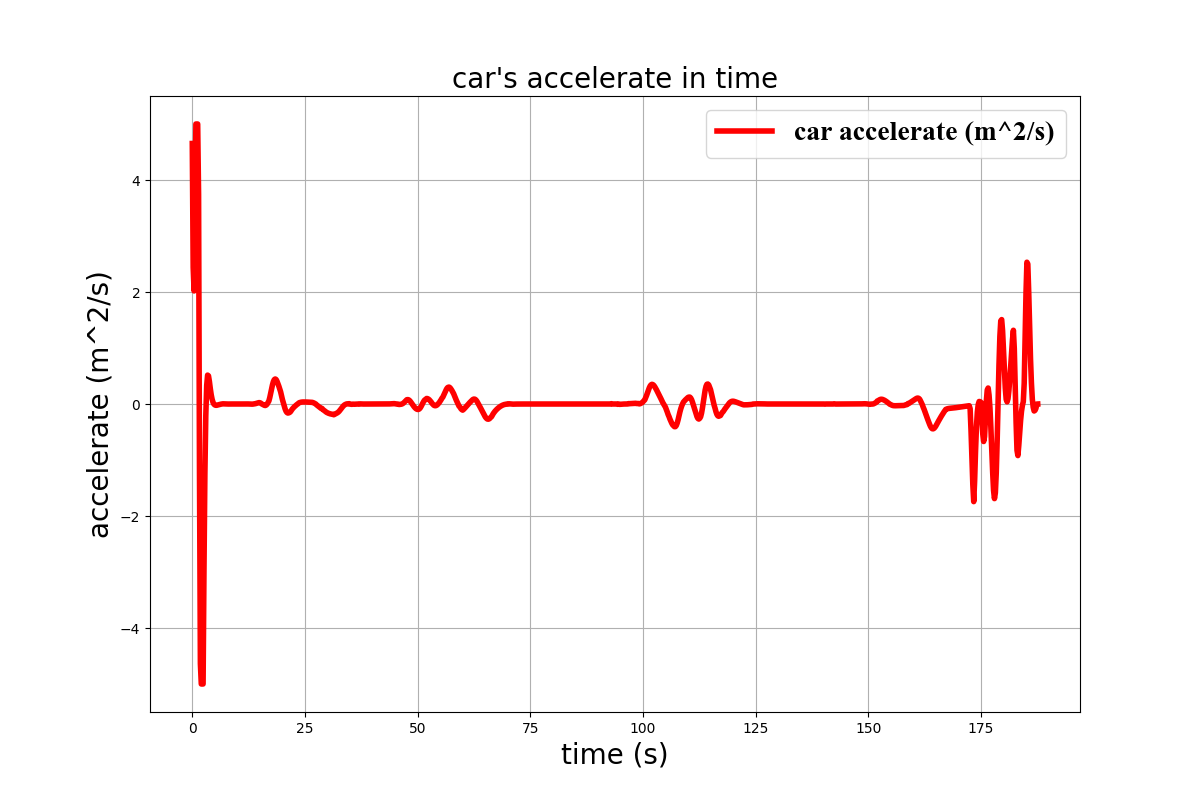 car's accelerate in time
car accelerate (m^2/s)
accelerate (m^2/s)
4
2
0
−2
−4
0 25 50 75 100 125 150 175
time (s)